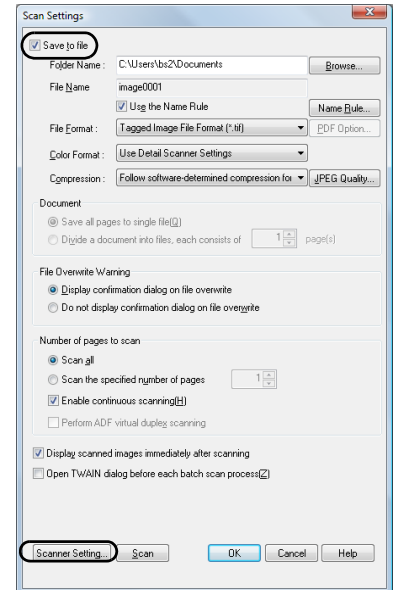 Scan Settings
Save to file
Folder Name : C:\Users\bs2\Documents Browse...
File Name image0001
Use the Name Rule Name Rule...
File Format : Tagged Image File Format (*.tif) PDF Option...
Color Format : Use Detail Scanner Settings
Compression : Follow software-determined compression for JPEG Quality...
Document
Save all pages to single file(Q)
Divide a document into files, each consists of 1 page(s)
File Overwrite Warning
Display confirmation dialog on file overwrite
Do not display confirmation dialog on file overwrite
Number of pages to scan
Scan all
Scan the specified number of pages 1
Enable continuous scanning(H)
Perform ADF virtual duplex scanning
Display scanned images immediately after scanning
Open TWAIN dialog before each batch scan process(Z)
Scanner Setting... Scan OK Cancel Help